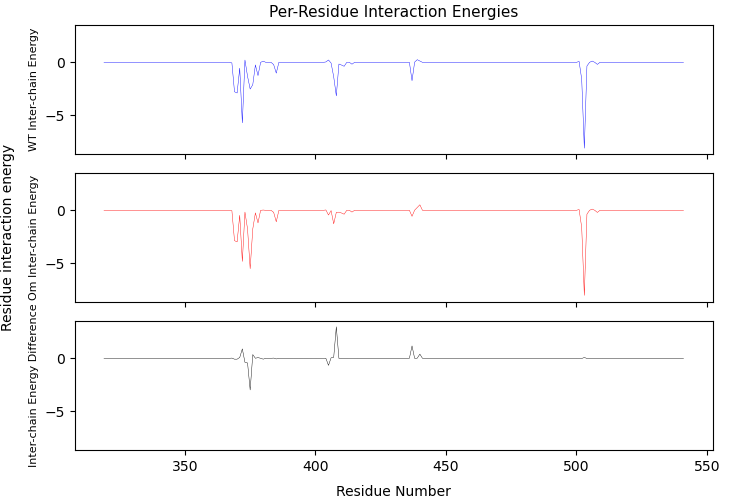 Per-Residue Interaction Energies
Residue interaction energy
WT Inter-chain Energy
0
−5
Om Inter-chain Energy
0
−5
Inter-chain Energy Difference
0
−5
350
400
450
500
550
Residue Number